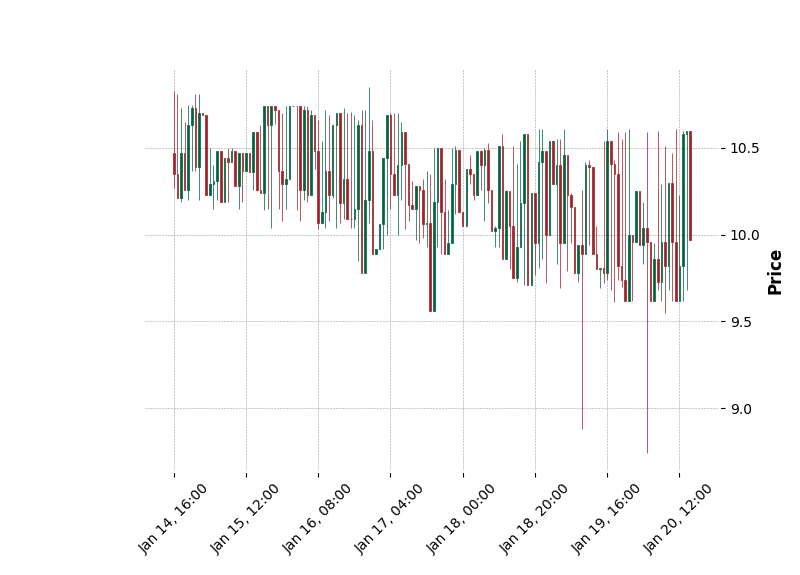 10.5
10.0
9.5
9.0
Price
Jan 14, 16:00
Jan 15, 12:00
Jan 16, 08:00
Jan 17, 04:00
Jan 18, 00:00
Jan 18, 20:00
Jan 19, 16:00
Jan 20, 12:00